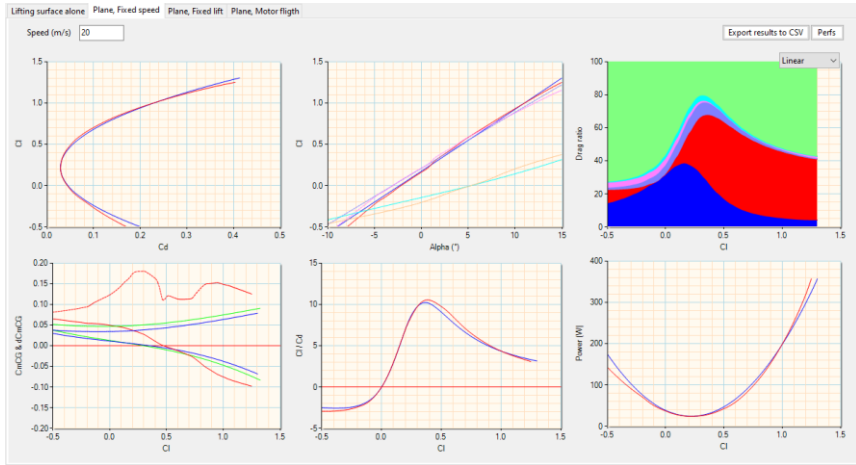 Lifting surface alone Plane, Fixed speed Plane, Fixed lift Plane, Motor fligth
Speed (m/s) 20 Export results to CSV Perfs
Linear
1.5
1.0
0.5
0.0
-0.5
Cl
0.0 0.1 0.2 0.3 0.4 0.5
Cd
1.5
1.0
0.5
0.0
-0.5
Cl
-10 -5 0 5 10 15
Alpha (°)
100
80
60
40
20
0
Drag ratio
-0.5 0.0 0.5 1.0 1.5
Cl
0.20
0.15
0.10
0.05
0.00
-0.05
-0.10
-0.15
-0.20
CmCG & dCmCG
-0.5 0.0 0.5 1.0 1.5
Cl
15
10
5
0
-5
Cl / Cd
-0.5 0.0 0.5 1.0 1.5
Cl
400
300
200
100
0
Power [W]
-0.5 0.0 0.5 1.0 1.5
Cl